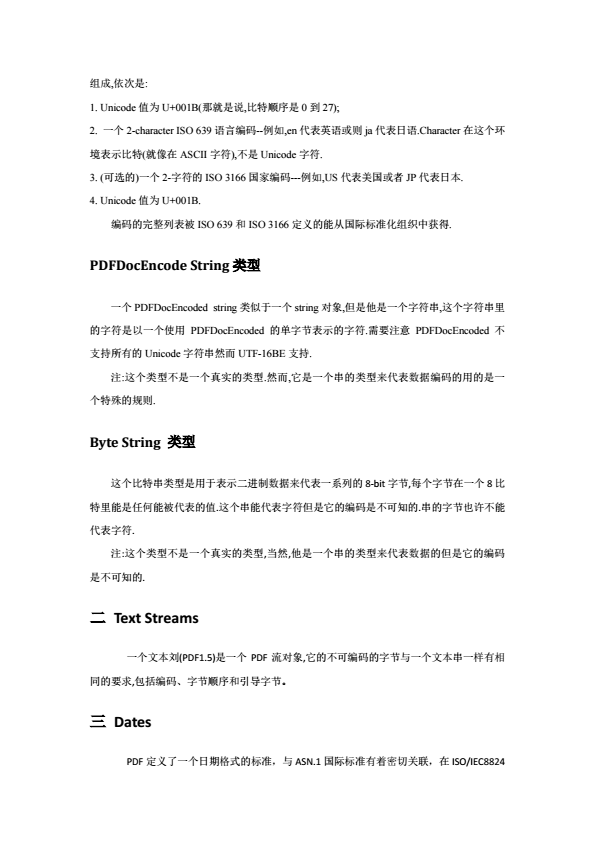 组成,依次是:
1. Unicode 值为 U+001B(那就是说,比特顺序是 0 到 27);
2. 一个 2-character ISO 639 语言编码--例如,en 代表英语或则 ja 代表日语.Character 在这个环
境表示比特(就像在 ASCII 字符),不是 Unicode 字符.
3. (可选的)一个 2-字符的 ISO 3166 国家编码---例如,US 代表美国或者 JP 代表日本.
4. Unicode 值为 U+001B.
编码的完整列表被 ISO 639 和 ISO 3166 定义的能从国际标准化组织中获得.
PDFDocEncode String 类型
一个 PDFDocEncoded string 类似于一个 string 对象,但是他是一个字符串,这个字符串里
的字符是以一个使用 PDFDocEncoded 的单字节表示的字符.需要注意 PDFDocEncoded 不
支持所有的 Unicode 字符串然而 UTF-16BE 支持.
注:这个类型不是一个真实的类型.然而,它是一个串的类型来代表数据编码的用的是一
个特殊的规则.
Byte String 类型
这个比特串类型是用于表示二进制数据来代表一系列的 8-bit 字节,每个字节在一个 8 比
特里能是任何能被代表的值.这个串能代表字符但是它的编码是不可知的.串的字节也许不能
代表字符.
注:这个类型不是一个真实的类型,当然,他是一个串的类型来代表数据的但是它的编码
是不可知的.
二 Text Streams
一个文本刘(PDF1.5)是一个 PDF 流对象,它的不可编码的字节与一个文本串一样有相
同的要求,包括编码、字节顺序和引导字节。
三 Dates
PDF 定义了一个日期格式的标准，与 ASN.1 国际标准有着密切关联，在 ISO/IEC8824